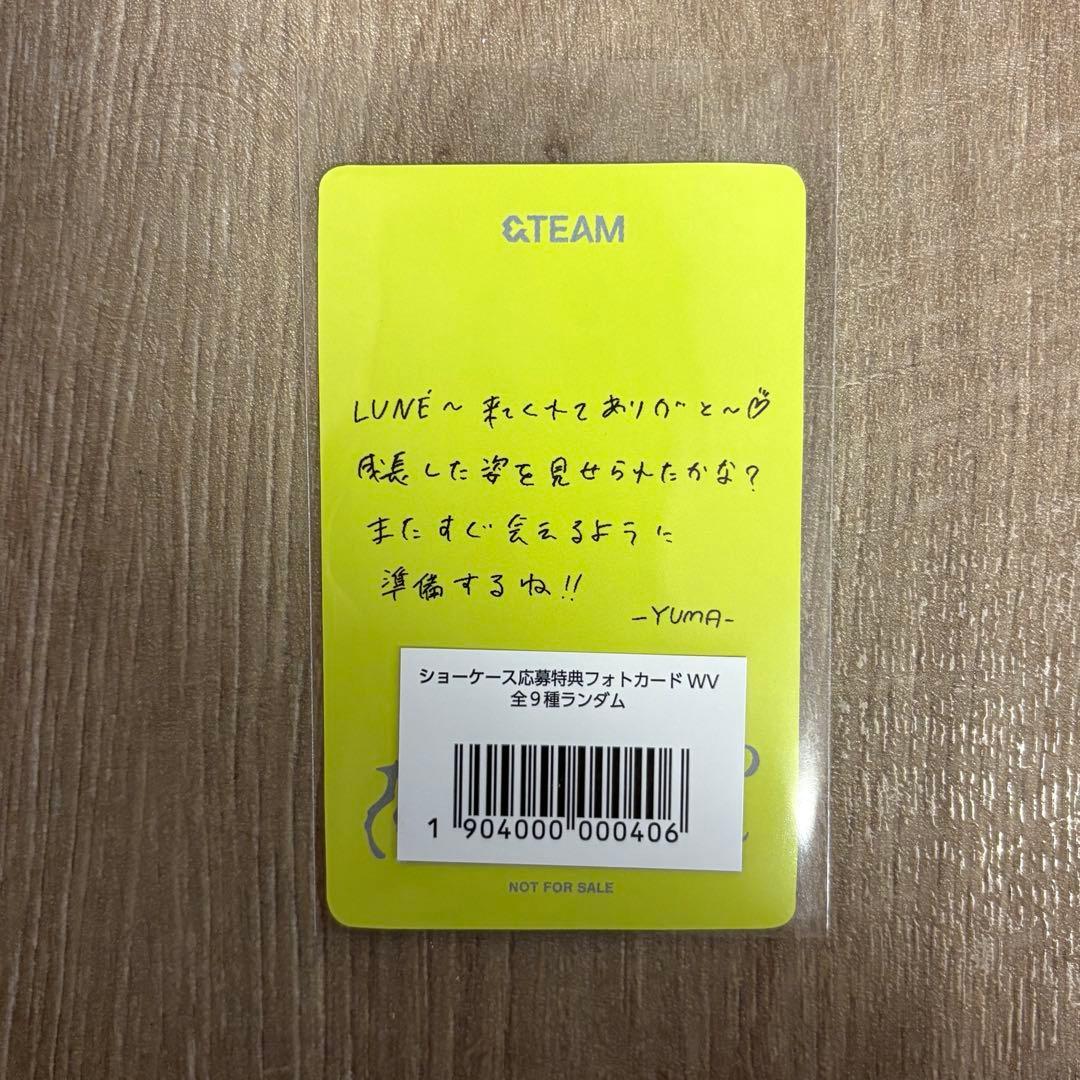 &TEAM
LUNÉ～ 来てくれてありがと～♡
成長した姿を見せられたかな？
またすぐ会えるように
準備するね!!
-YUMA-
ショーケース応募特典フォトカード WV
全９種ランダム
1 904000 000406
NOT FOR SALE